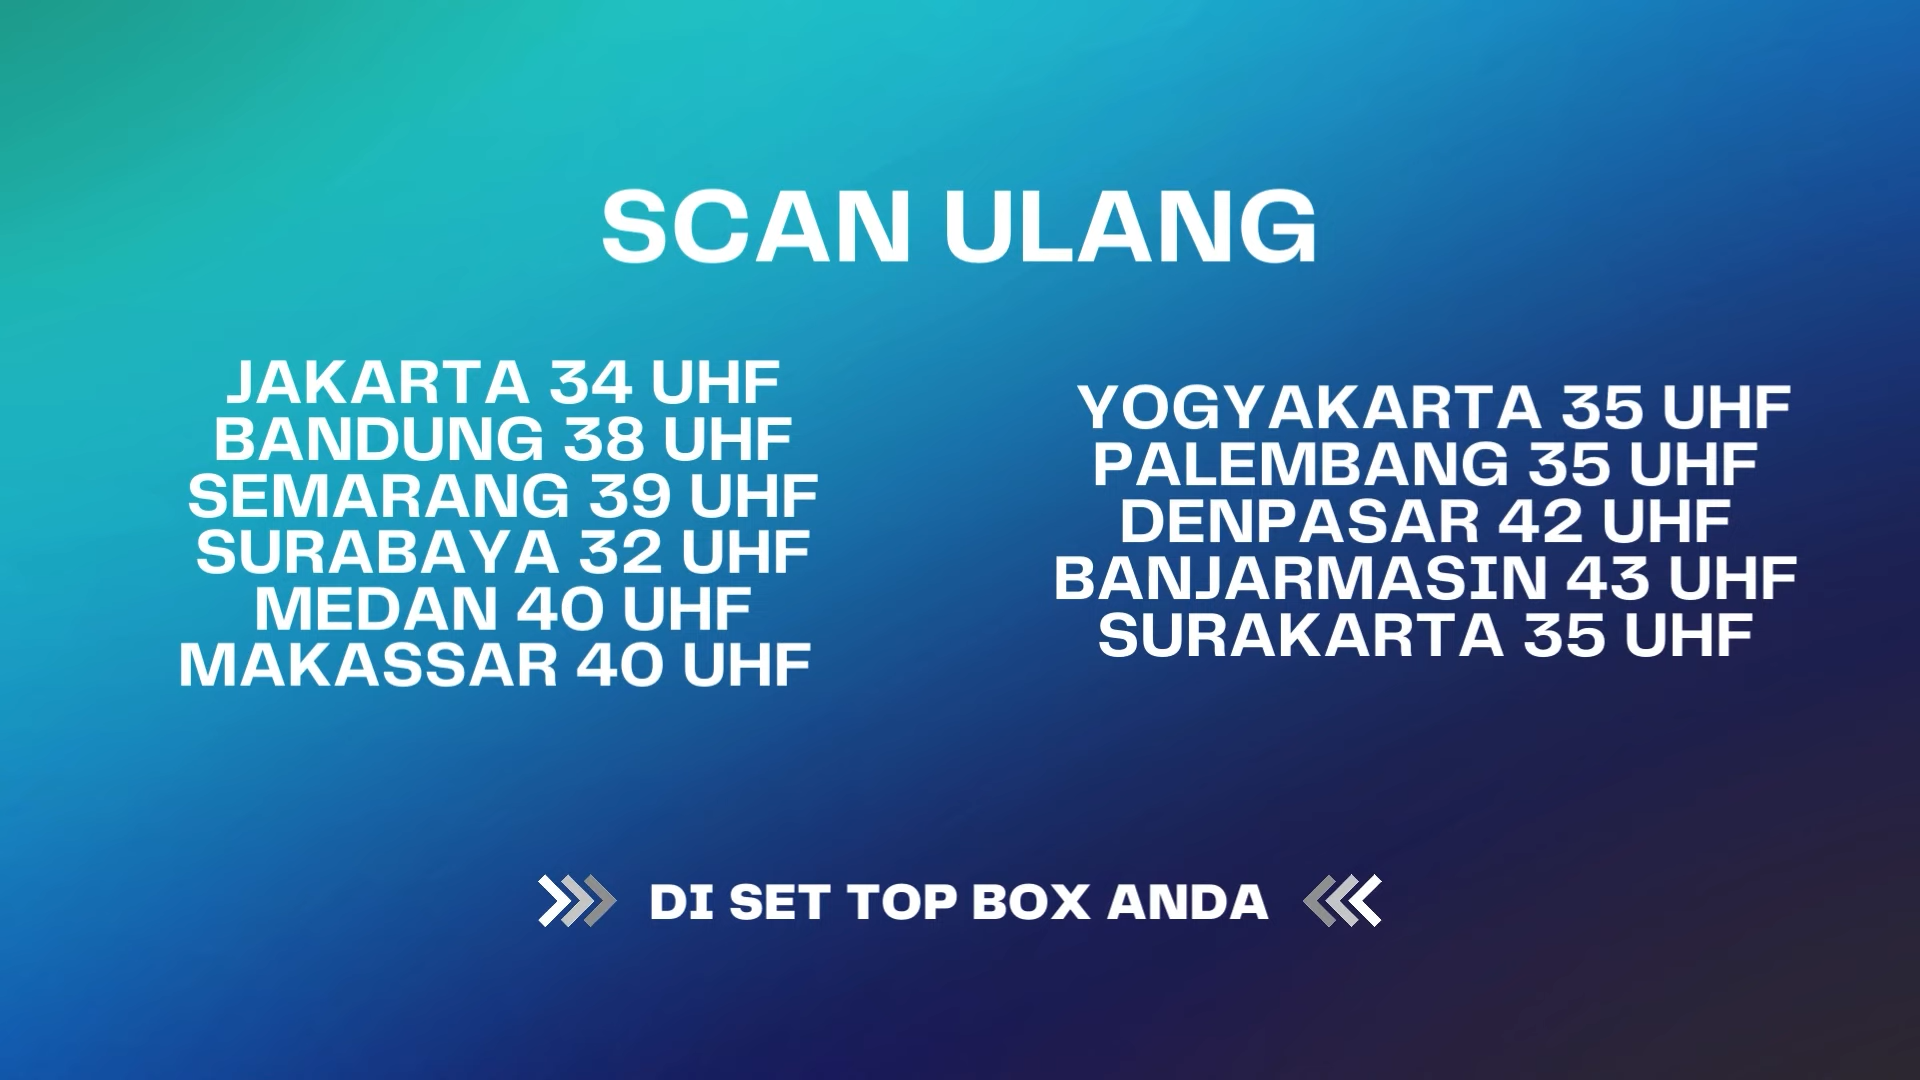 SCAN ULANG
JAKARTA 34 UHF
BANDUNG 38 UHF
SEMARANG 39 UHF
SURABAYA 32 UHF
MEDAN 40 UHF
MAKASSAR 40 UHF
YOGYAKARTA 35 UHF
PALEMBANG 35 UHF
DENPASAR 42 UHF
BANJARMASIN 43 UHF
SURAKARTA 35 UHF
DI SET TOP BOX ANDA